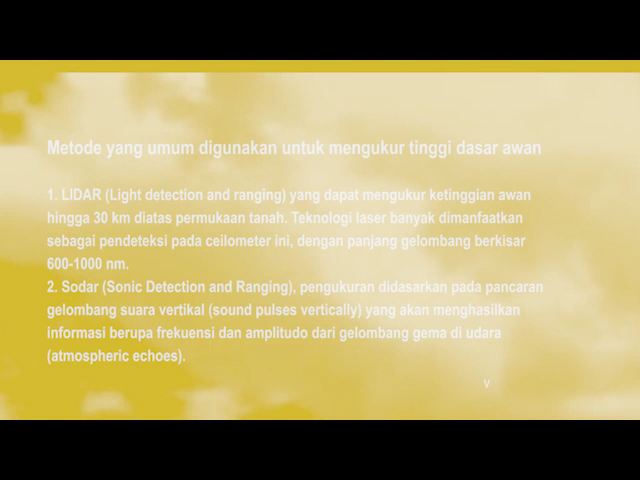 Metode yang umum digunakan untuk mengukur tinggi dasar awan
1. LiDAR (Light detection and ranging) yang dapat mengukur ketinggian awan
hingga 30 km diatas permukaan tanah. Teknologi laser banyak dimanfaatkan
sebagai pendeteksi pada ceilometer ini, dengan panjang gelombang berkisar
600-1000 nm.
2. Sodar (Sonic Detection and Ranging), pengukuran didasarkan pada pancaran
gelombang suara vertikal (sound pulses vertically) yang akan menghasilkan
informasi berupa frekuensi dan amplitudo dari gelombang gema di udara
(atmospheric echoes).
V